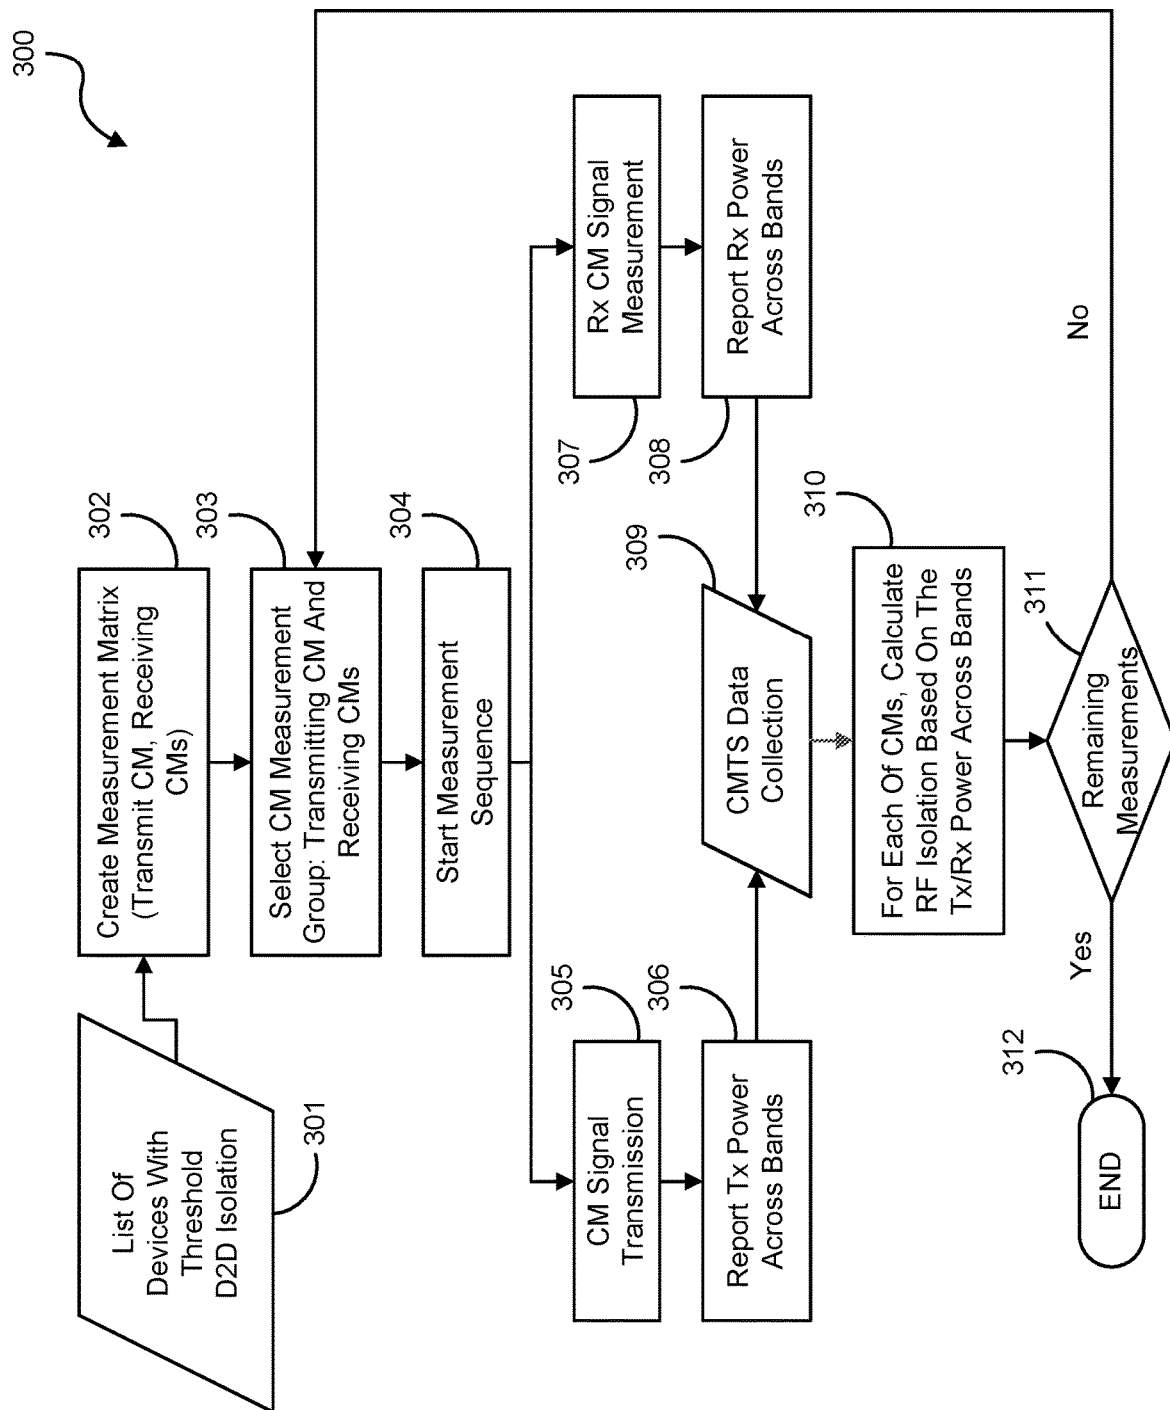 300
List Of
Devices With
Threshold
D2D Isolation
301
Create Measurement Matrix
(Transmit CM, Receiving
CMs)
302
Select CM Measurement
Group: Transmitting CM And
Receiving CMs
303
Start Measurement
Sequence
304
CM Signal
Transmission
305
Report Tx Power
Across Bands
306
Rx CM Signal
Measurement
307
Report Rx Power
Across Bands
308
CMTS Data
Collection
309
For Each Of CMs, Calculate
RF Isolation Based On The
Tx/Rx Power Across Bands
310
Remaining
Measurements
311
Yes
No
END
312